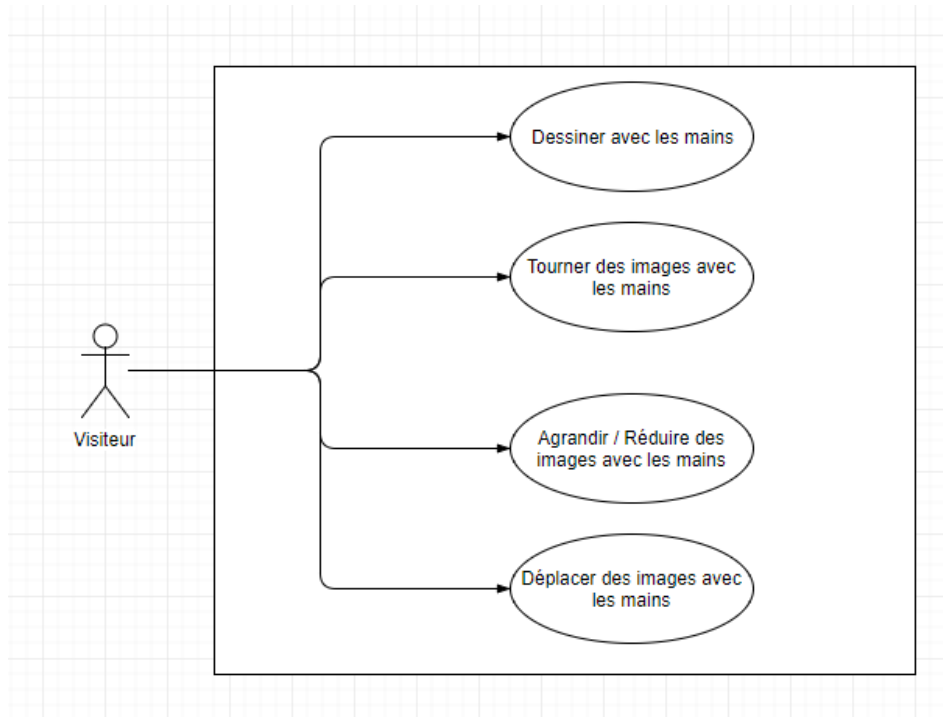 Dessiner avec les mains
Tourner des images avec
les mains
Visiteur
Agrandir / Réduire des
images avec les mains
Déplacer des images avec
les mains